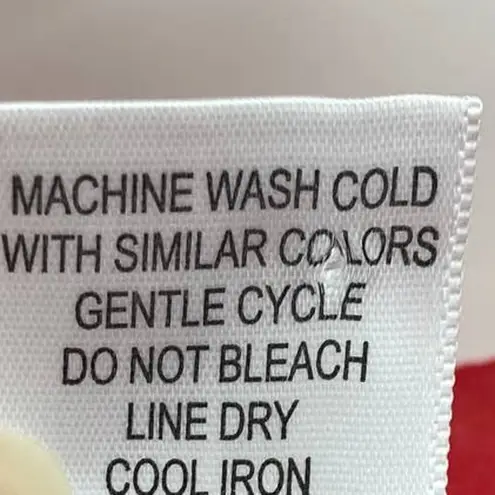 MACHINE WASH COLD
WITH SIMILAR COLORS
GENTLE CYCLE
DO NOT BLEACH
LINE DRY
COOL IRON